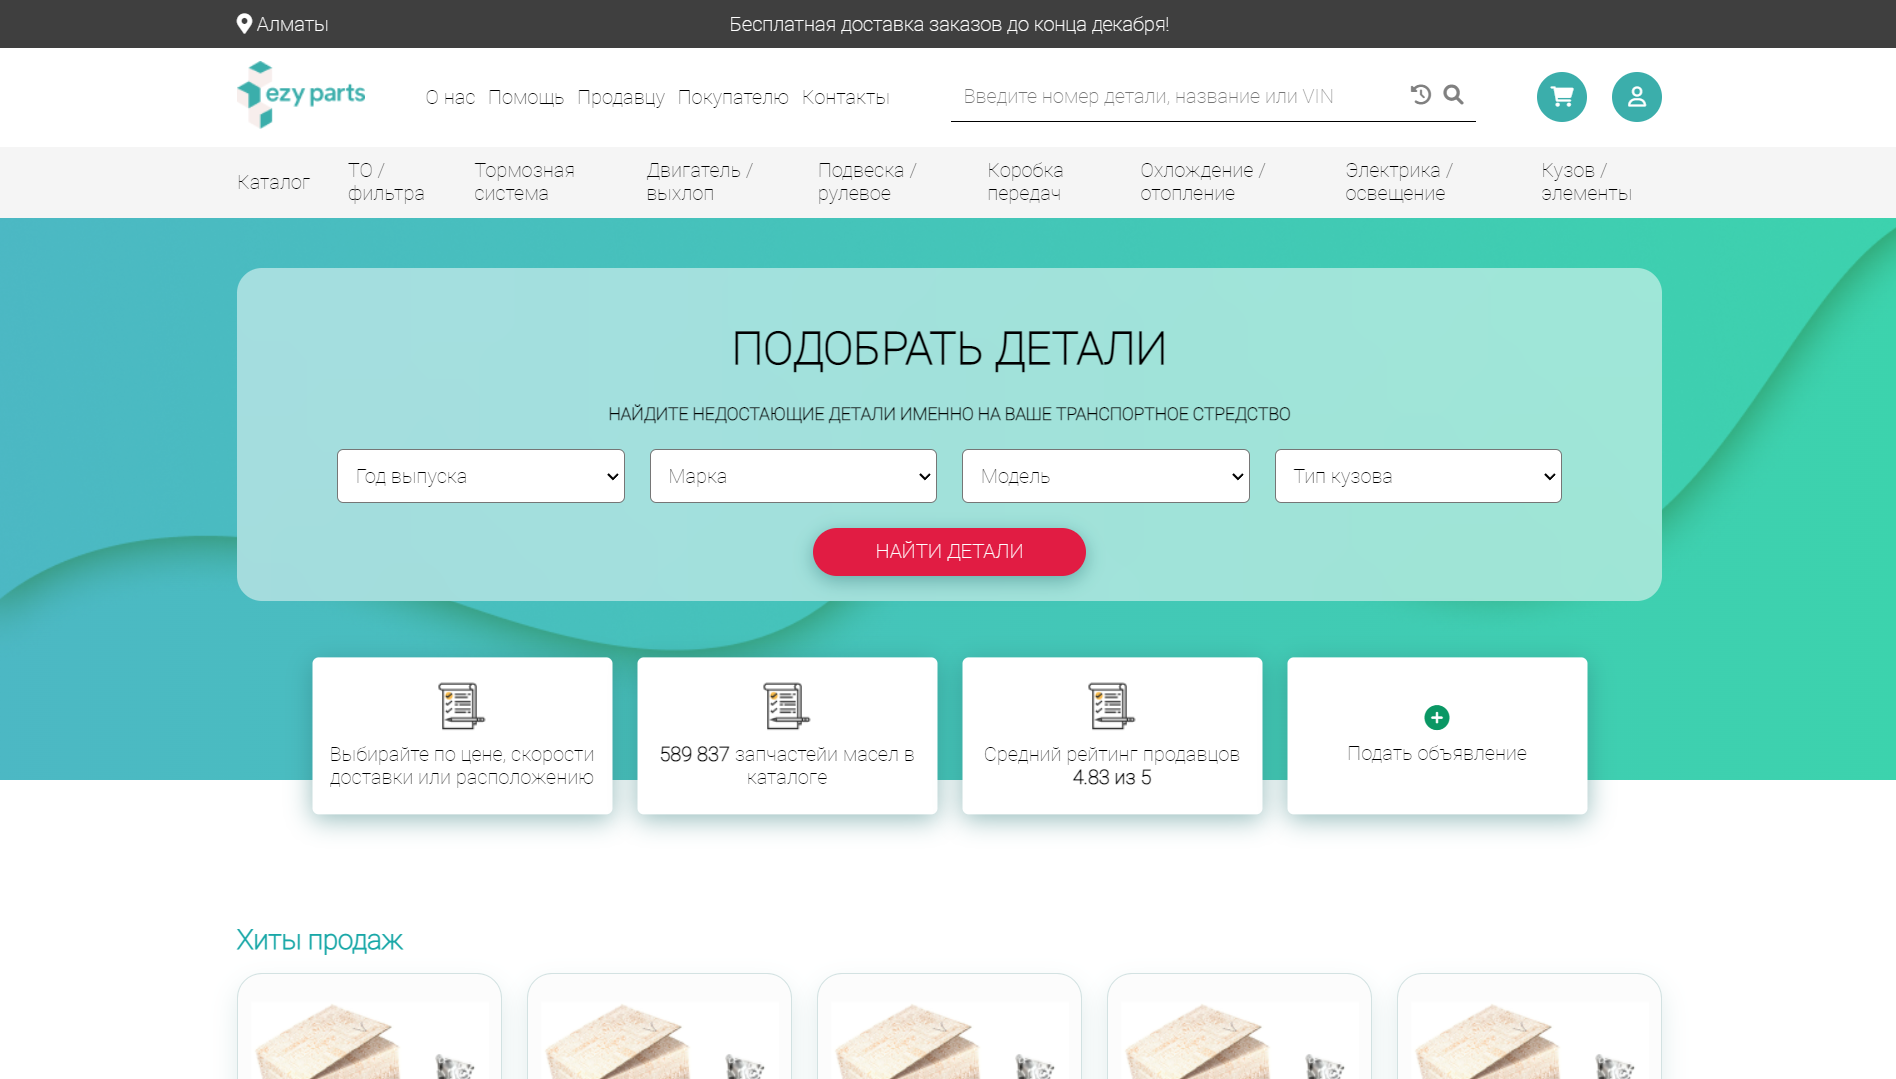 Алматы
Бесплатная доставка заказов до конца декабря!
ezy parts
О нас Помощь Продавцу Покупателю Контакты
Введите номер детали, название или VIN
Каталог
ТО /
фильтра
Тормозная
система
Двигатель /
выхлоп
Подвеска /
рулевое
Коробка
передач
Охлождение /
отопление
Электрика /
освещение
Кузов /
элементы
ПОДОБРАТЬ ДЕТАЛИ
НАЙДИТЕ НЕДОСТАЮЩИЕ ДЕТАЛИ ИМЕННО НА ВАШЕ ТРАНСПОРТНОЕ СТРЕДСТВО
Год выпуска
Марка
Модель
Тип кузова
НАЙТИ ДЕТАЛИ
Выбирайте по цене, скорости
доставки или расположению
589 837 запчастейи масел в
каталоге
Средний рейтинг продавцов
4.83 из 5
Подать объявление
Хиты продаж